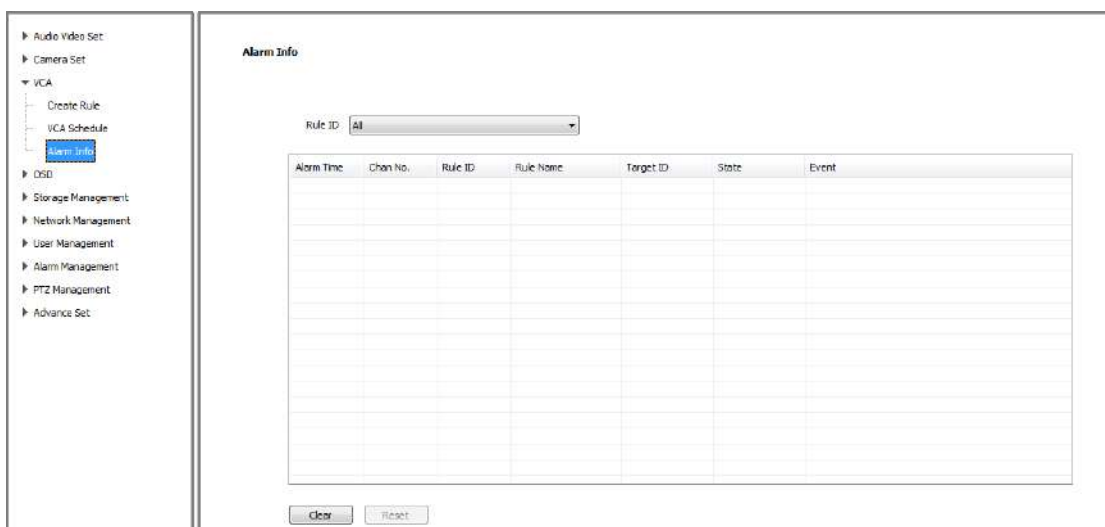 Audio Video Set
Camera Set
VCA
Create Rule
VCA Schedule
Alarm Info
OSD
Storage Management
Network Management
User Management
Alarm Management
PTZ Management
Advance Set
Alarm Info
Rule ID All
Alarm Time Chan No. Rule ID Rule Name Target ID State Event
Clear Reset